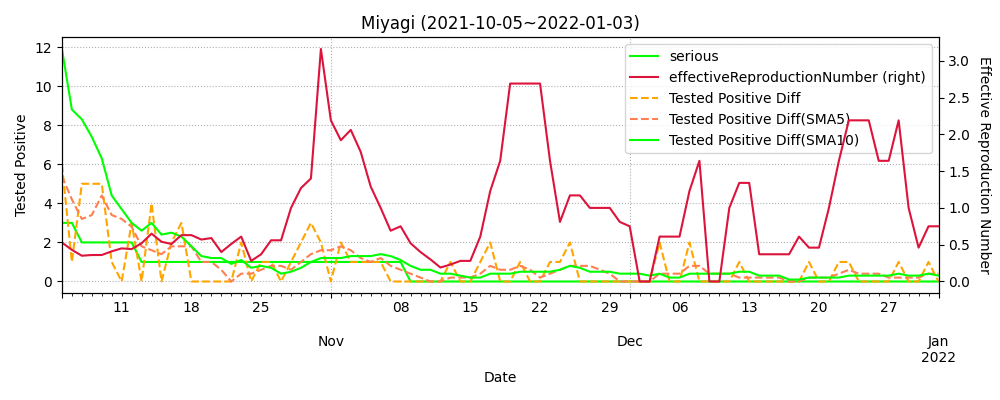 Miyagi (2021-10-05~2022-01-03)
serious
effectiveReproductionNumber (right)
Tested Positive Diff
Tested Positive Diff(SMA5)
Tested Positive Diff(SMA10)
Tested Positive
12
10
8
6
4
2
0
Effective Reproduction Number
3.0
2.5
2.0
1.5
1.0
0.5
0.0
11 18 25 08 15 22 29 06 13 20 27
Nov Dec Jan
2022
Date